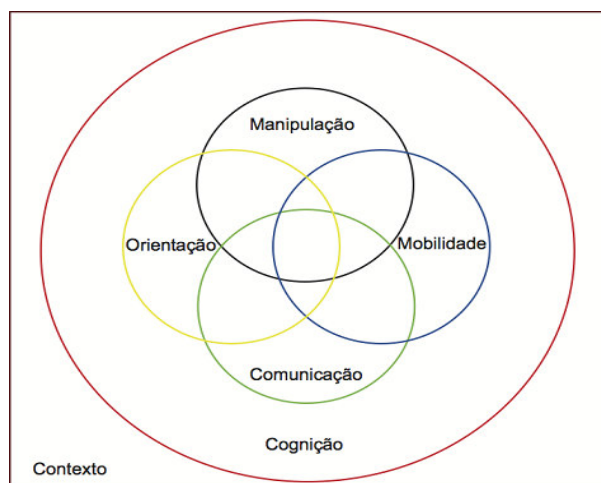 Manipulação
Orientação
Mobilidade
Comunicação
Cognição
Contexto